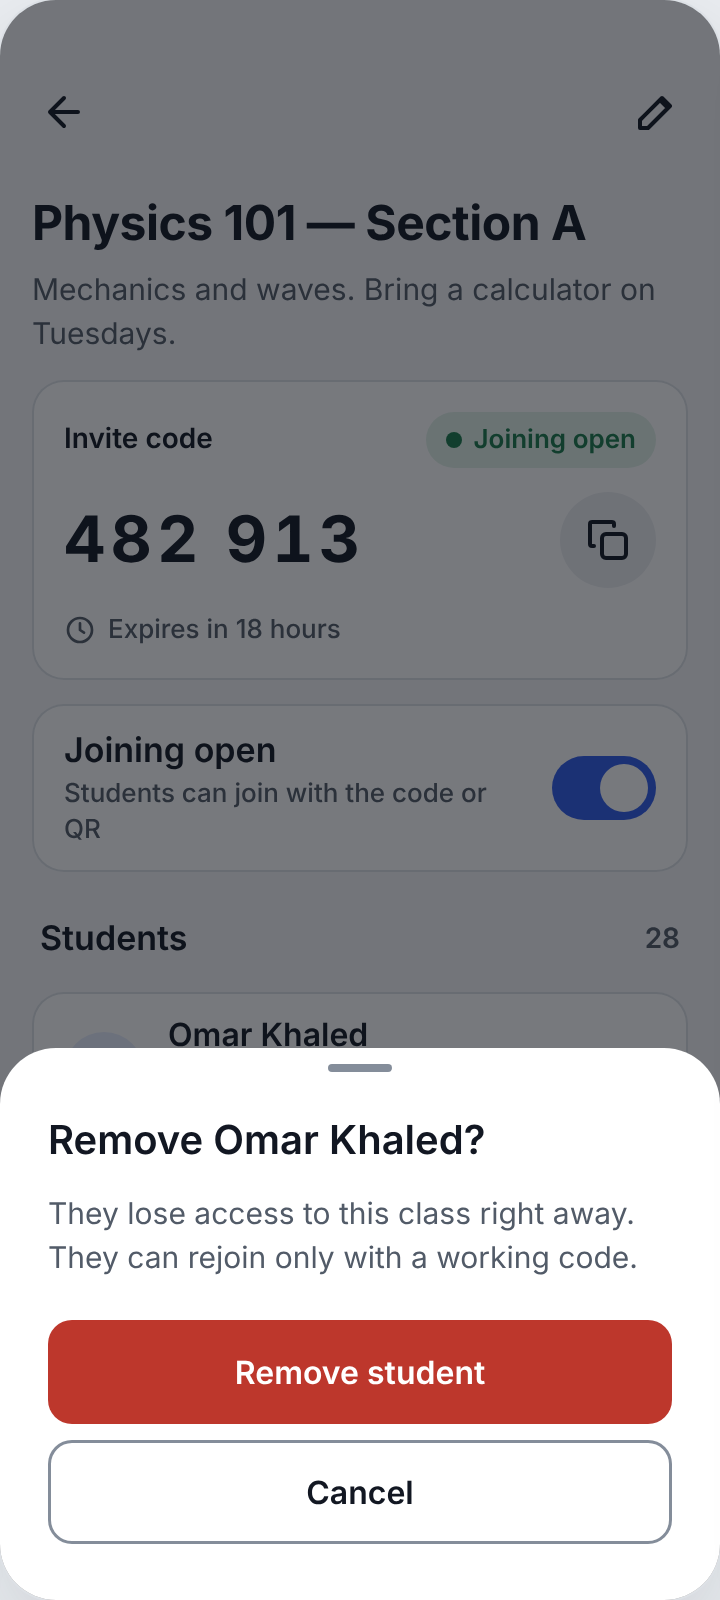 Physics 101 — Section A
Mechanics and waves. Bring a calculator on
Tuesdays.
Invite code
Joining open
482 913
Expires in 18 hours
Joining open
Students can join with the code or
QR
Students
28
Omar Khaled
Remove Omar Khaled?
They lose access to this class right away.
They can rejoin only with a working code.
Remove student
Cancel